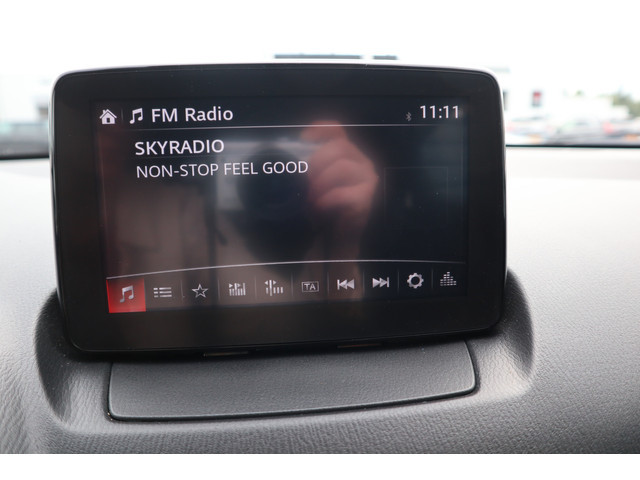 FM Radio 11:11
SKYRADIO
NON-STOP FEEL GOOD
TA